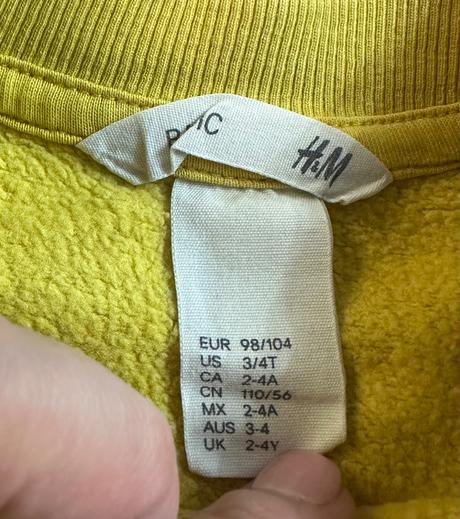 H&M
EUR 98/104
US 3/4T
CA 2-4A
CN 110/56
MX 2-4A
AUS 3-4
UK 2-4Y